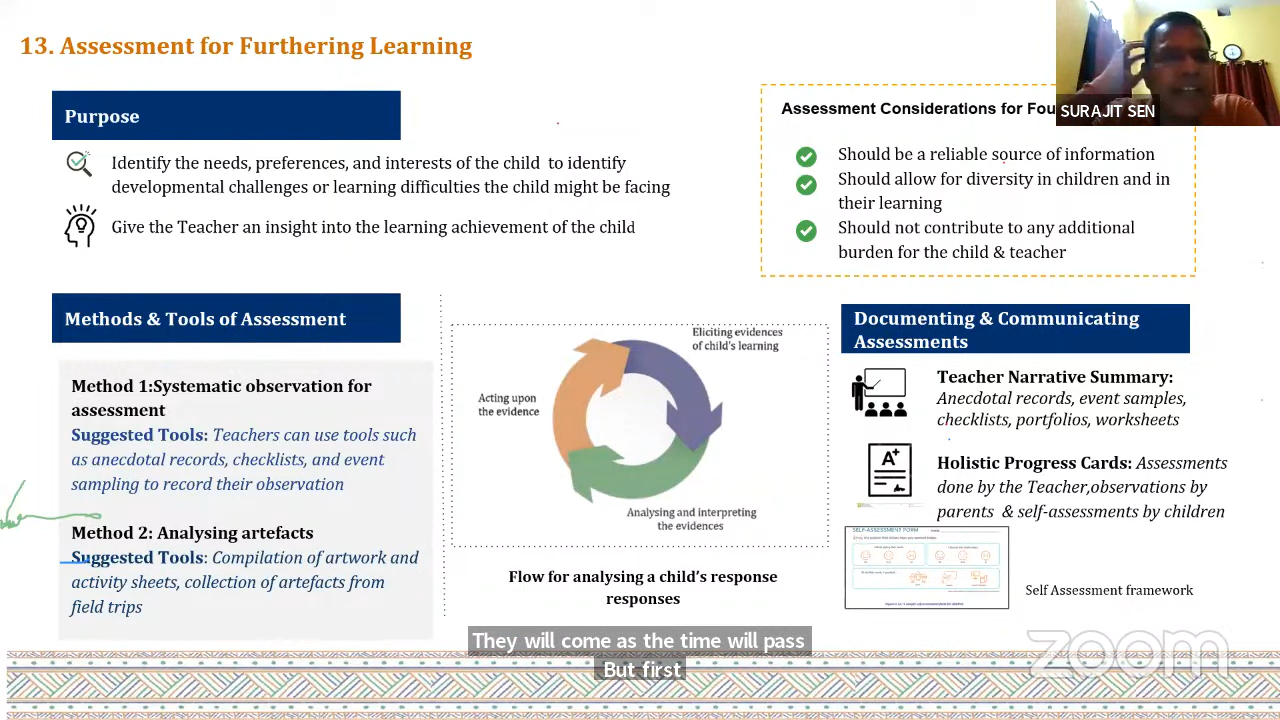 13. Assessment for Furthering Learning
Purpose
Identify the needs, preferences, and interests of the child to identify
developmental challenges or learning difficulties the child might be facing
Give the Teacher an insight into the learning achievement of the child
Assessment Considerations for Fou
SURAJIT SEN
Should be a reliable source of information
Should allow for diversity in children and in
their learning
Should not contribute to any additional
burden for the child & teacher
Methods & Tools of Assessment
Method 1:Systematic observation for
assessment
Suggested Tools: Teachers can use tools such
as anecdotal records, checklists, and event
sampling to record their observation
Method 2: Analysing artefacts
Suggested Tools: Compilation of artwork and
activity sheets, collection of artefacts from
field trips
Eliciting evidences
of child's learning
Acting upon
the evidence
Analysing and interpreting
the evidences
Flow for analysing a child's response
responses
Documenting & Communicating
Assessments
Teacher Narrative Summary:
Anecdotal records, event samples,
checklists, portfolios, worksheets
A+
Holistic Progress Cards: Assessments
done by the Teacher,observations by
parents & self-assessments by children
SELF-ASSESSMENT FORM
Self Assessment framework
They will come as the time will pass
But first
zoom